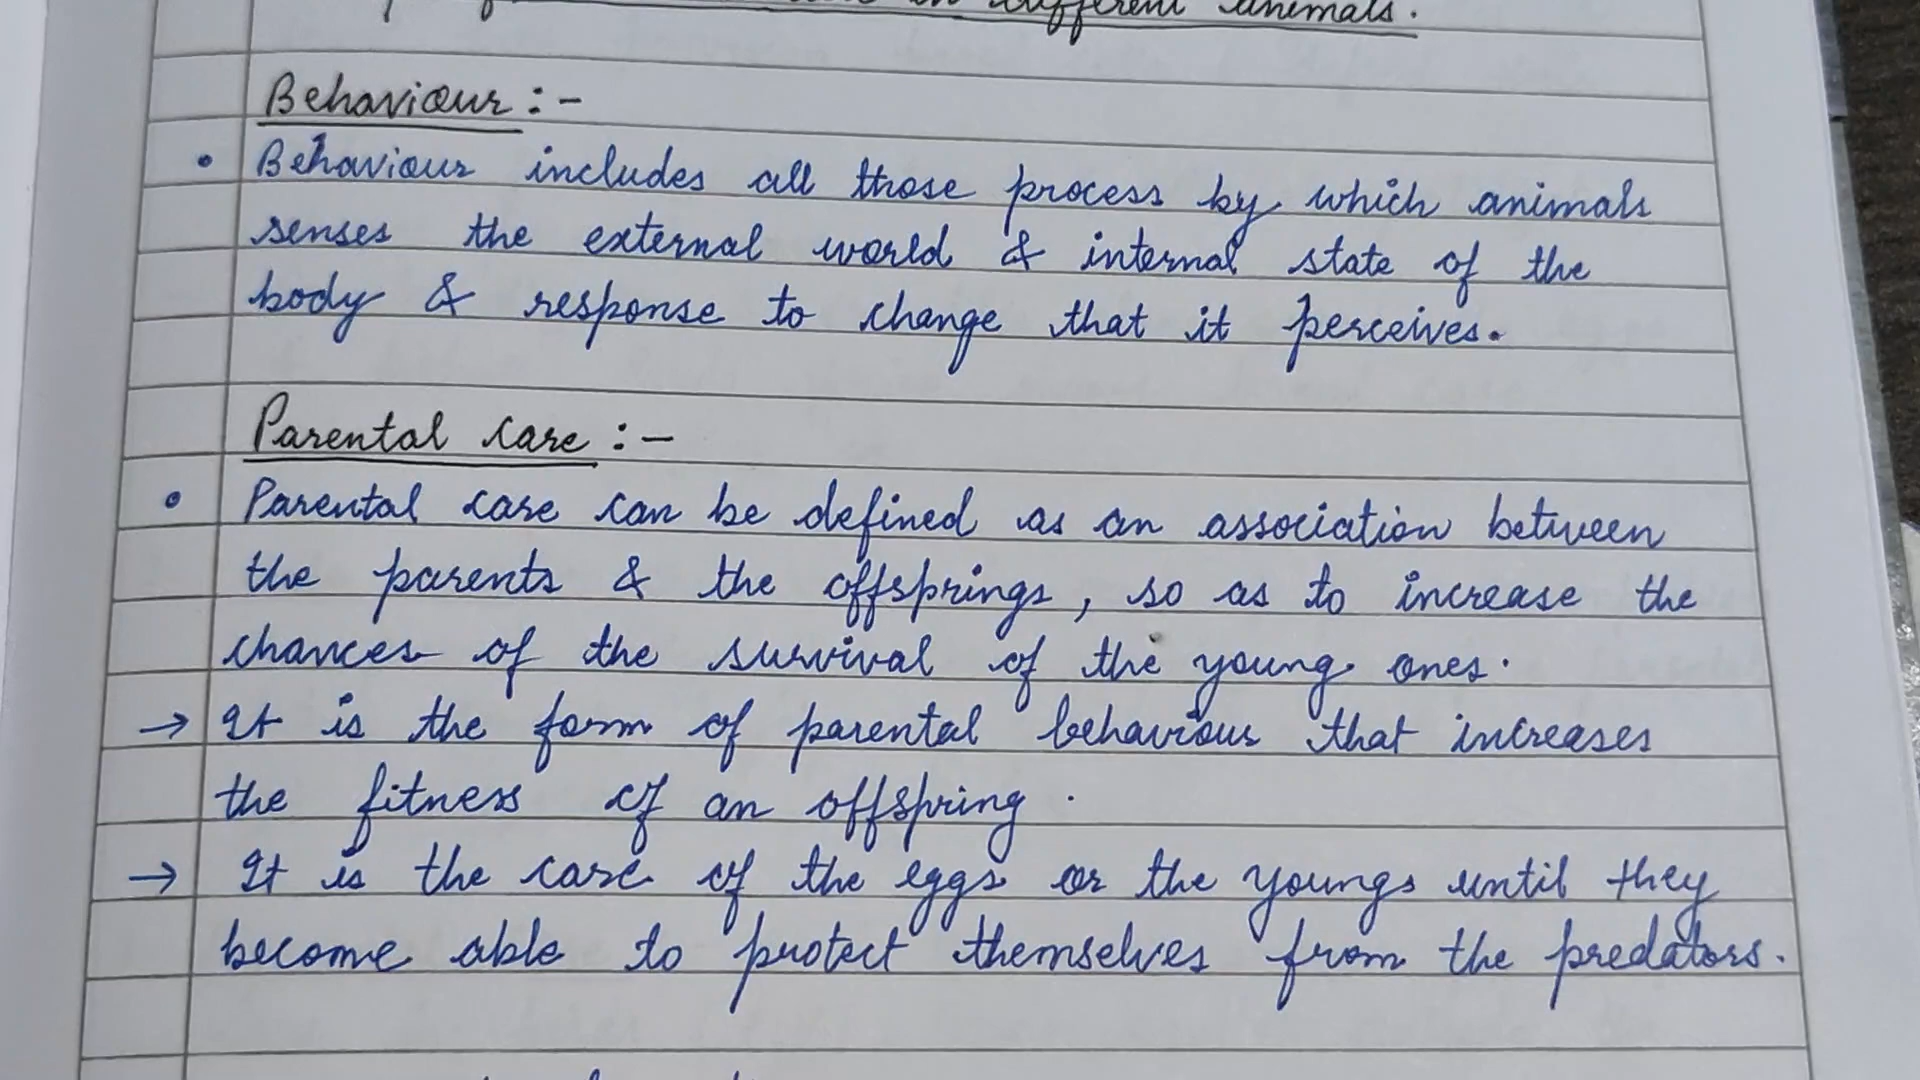 in different animals.
Behaviour :-
• Behaviour includes all those process by which animals
senses the external world & internal state of the
body & response to change that it perceives.
Parental care :-
• Parental care can be defined as an association between
the parents & the offsprings, so as to increase the
chances of the survival of the young ones.
→ It is the form of parental behaviour that increases
the fitness of an offspring.
→ It is the care of the eggs or the youngs until they
become able to protect themselves from the predators.